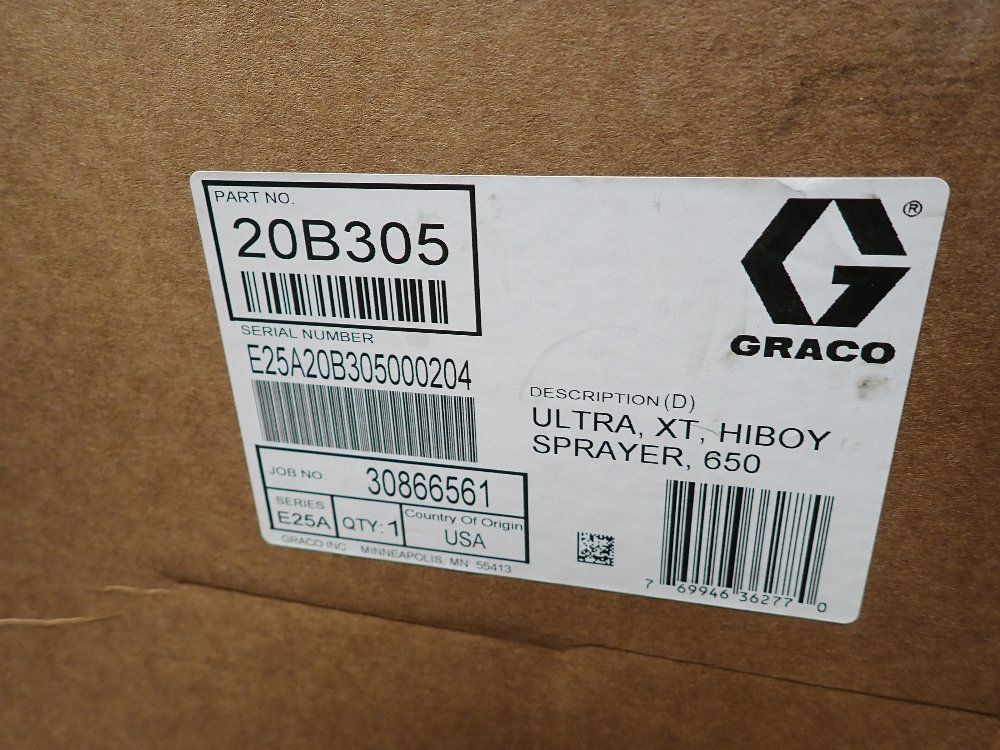 PART NO.
20B305
SERIAL NUMBER
E25A20B305000204
JOB NO. 30866561
SERIES
E25A
QTY: 1
Country Of Origin
USA
GRACO INC MINNEAPOLIS, MN 55413
®
GRACO
DESCRIPTION (D)
ULTRA, XT, HIBOY
SPRAYER, 650
7 69946 36277 0